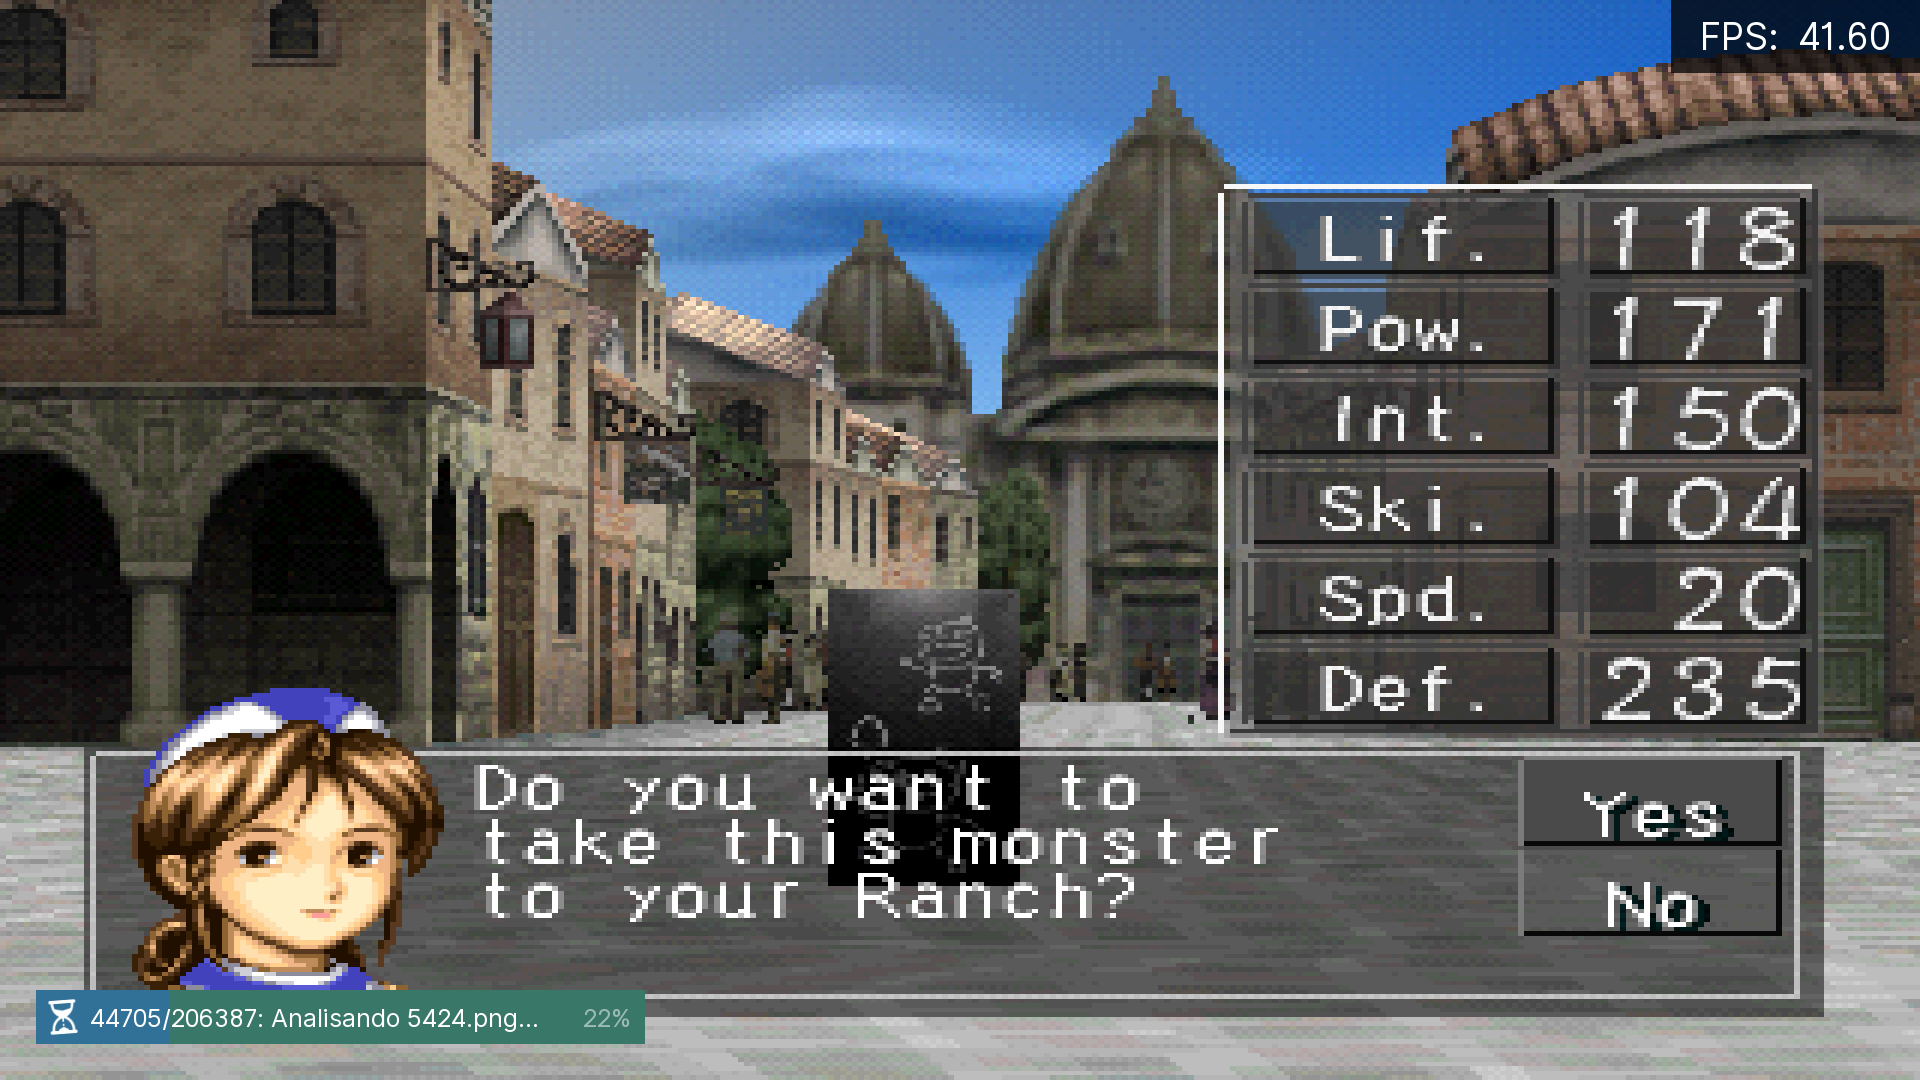 FPS: 41.60
Lif. 118
Pow. 171
Int. 150
Ski. 104
Spd. 20
Def. 235
Do you want to
take this monster
to your Ranch?
Yes
No
44705/206387: Analisando 5424.png... 22%